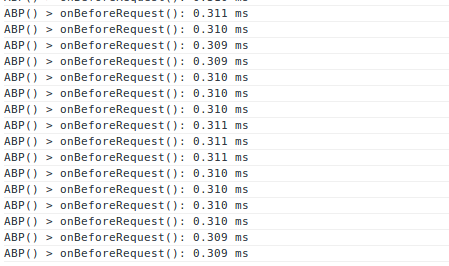 ABP() > onBeforeRequest(): 0.311 ms
ABP() > onBeforeRequest(): 0.310 ms
ABP() > onBeforeRequest(): 0.309 ms
ABP() > onBeforeRequest(): 0.309 ms
ABP() > onBeforeRequest(): 0.310 ms
ABP() > onBeforeRequest(): 0.310 ms
ABP() > onBeforeRequest(): 0.310 ms
ABP() > onBeforeRequest(): 0.311 ms
ABP() > onBeforeRequest(): 0.311 ms
ABP() > onBeforeRequest(): 0.311 ms
ABP() > onBeforeRequest(): 0.310 ms
ABP() > onBeforeRequest(): 0.310 ms
ABP() > onBeforeRequest(): 0.310 ms
ABP() > onBeforeRequest(): 0.310 ms
ABP() > onBeforeRequest(): 0.309 ms
ABP() > onBeforeRequest(): 0.309 ms